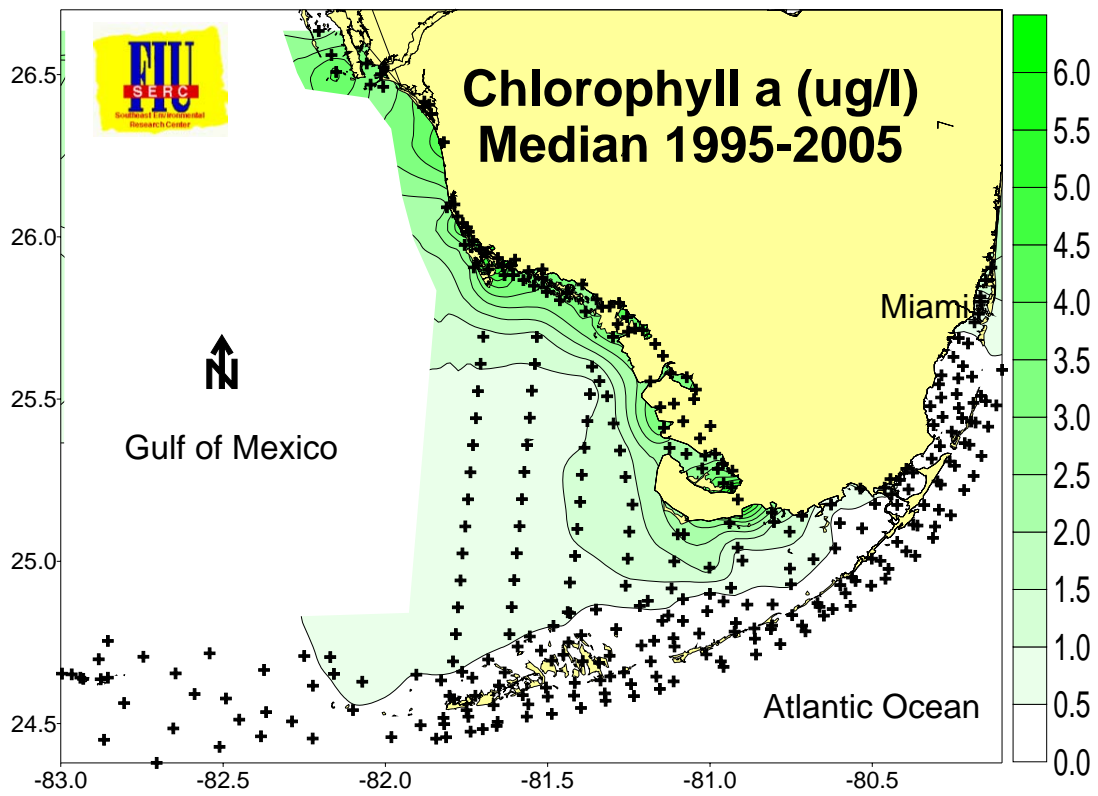 FIU
SERC
Southeast Environmental
Research Center
Chlorophyll a (ug/l)
Median 1995-2005
7
Miami
N
Gulf of Mexico
Atlantic Ocean
26.5
26.0
25.5
25.0
24.5
-83.0
-82.5
-82.0
-81.5
-81.0
-80.5
6.0
5.5
5.0
4.5
4.0
3.5
3.0
2.5
2.0
1.5
1.0
0.5
0.0